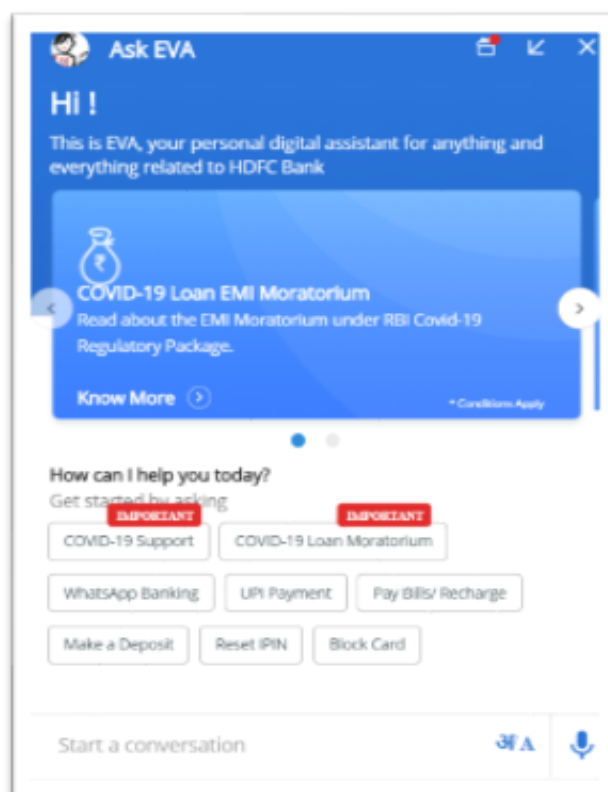 Ask EVA
Hi !
This is EVA, your personal digital assistant for anything and
everything related to HDFC Bank
₹
COVID-19 Loan EMI Moratorium
Read about the EMI Moratorium under RBI Covid-19
Regulatory Package.
Know More
*Conditions Apply
How can I help you today?
Get started by asking
IMPORTANT IMPORTANT
COVID-19 Support COVID-19 Loan Moratorium
WhatsApp Banking UPI Payment Pay Bills/ Recharge
Make a Deposit Reset IPIN Block Card
Start a conversation अ A